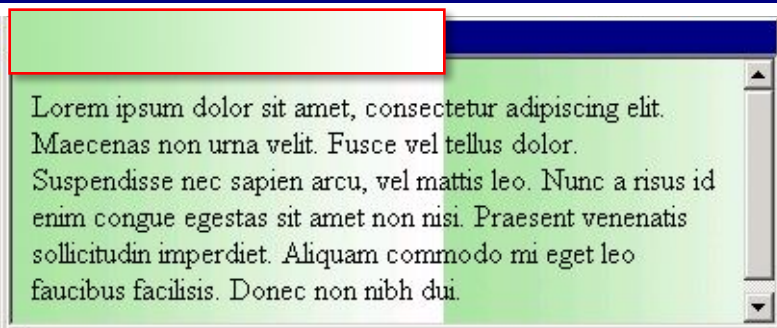 Lorem ipsum dolor sit amet, consectetur adipiscing elit.
Maecenas non urna velit. Fusce vel tellus dolor.
Suspendisse nec sapien arcu, vel mattis leo. Nunc a risus id
enim congue egestas sit amet non nisi. Praesent venenatis
sollicitudin imperdiet. Aliquam commodo mi eget leo
faucibus facilisis. Donec non nibh dui.